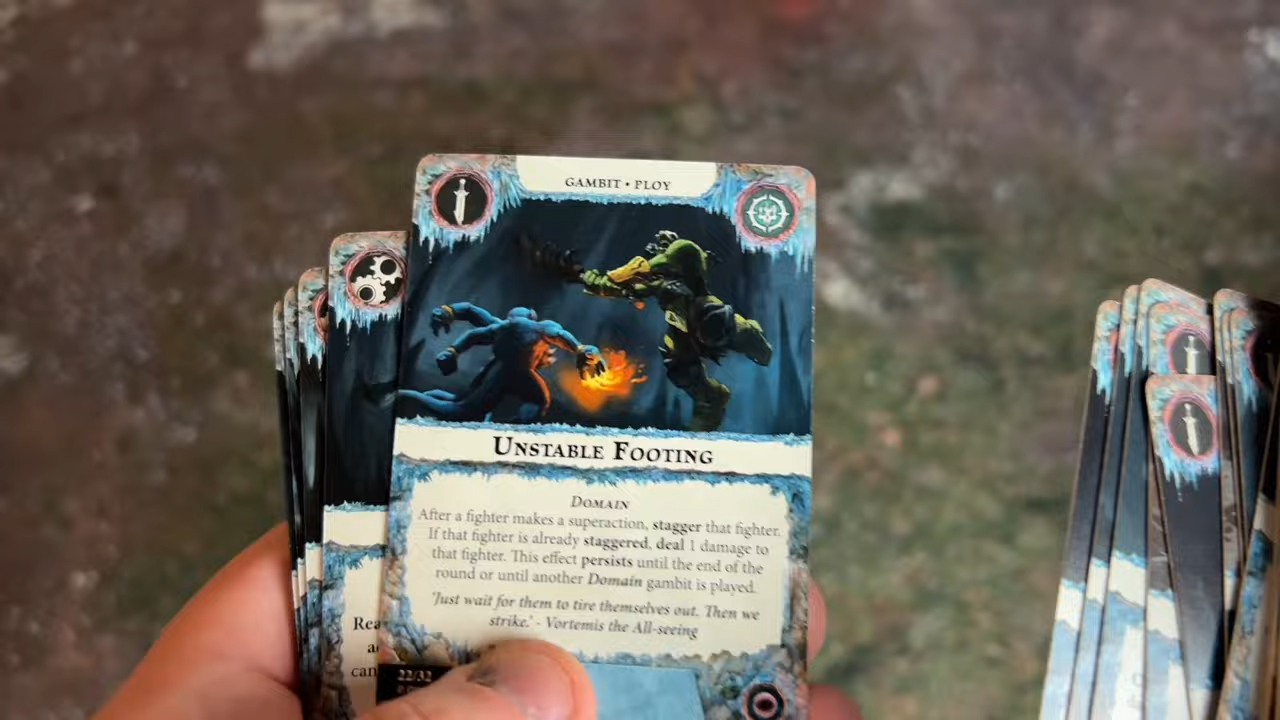 GAMBIT • PLOY
UNSTABLE FOOTING
DOMAIN
After a fighter makes a superaction, stagger that fighter.
If that fighter is already staggered, deal 1 damage to
that fighter. This effect persists until the end of the
round or until another Domain gambit is played.
'Just wait for them to tire themselves out. Then we
strike.' - Vortemis the All-seeing
22/32
Rea
can